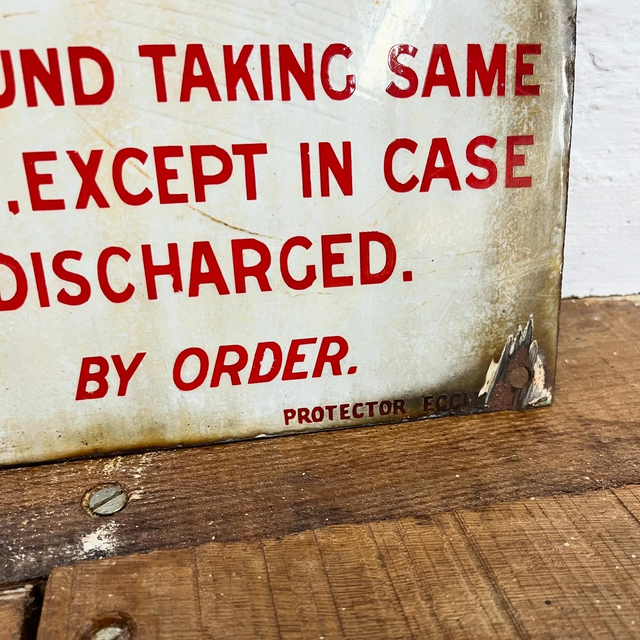 UND TAKING SAME
.EXCEPT IN CASE
DISCHARGED.
BY ORDER.
PROTECTOR